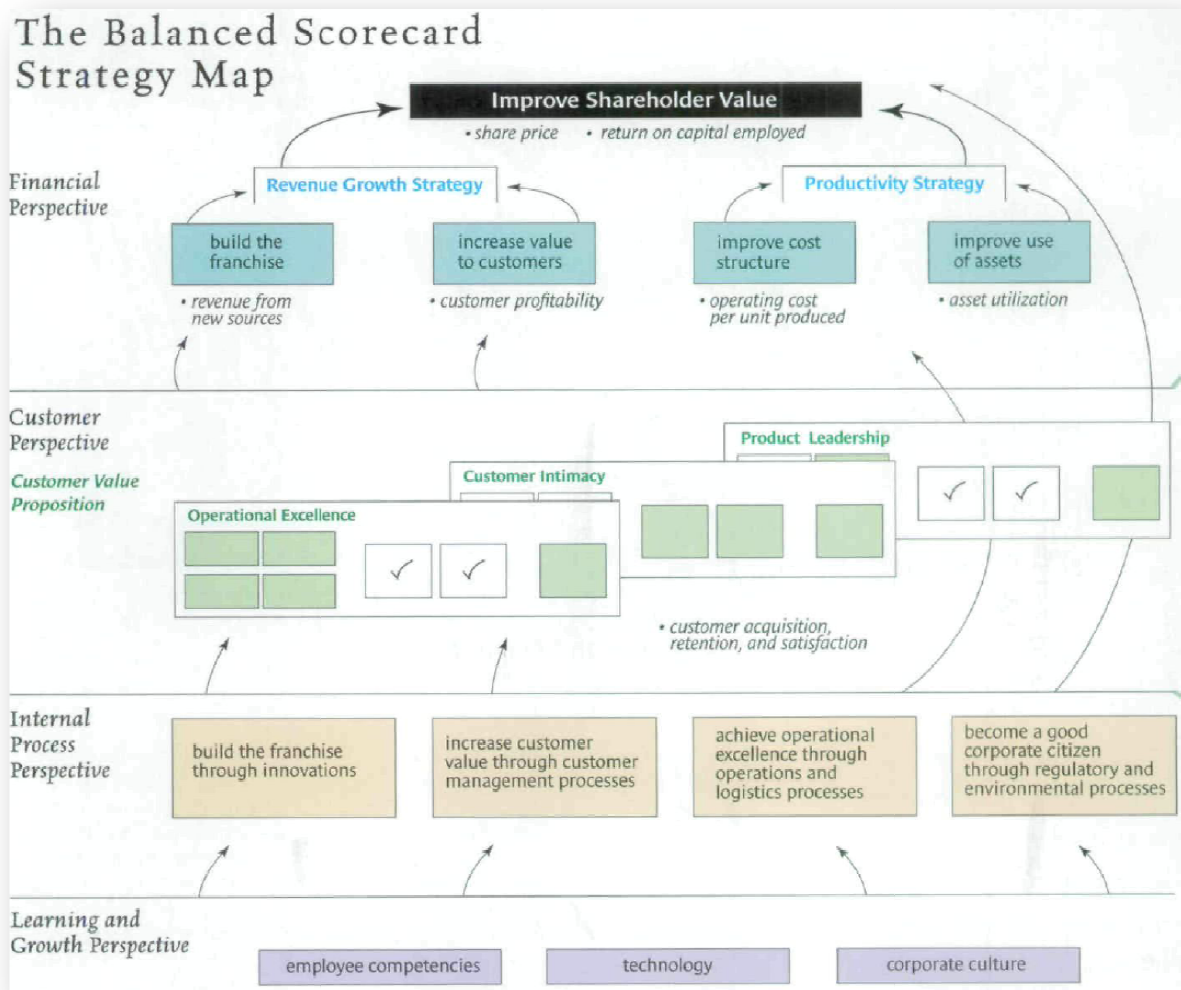 The Balanced Scorecard
Strategy Map
Improve Shareholder Value
• share price • return on capital employed
Financial
Perspective
Revenue Growth Strategy
Productivity Strategy
build the
franchise
increase value
to customers
improve cost
structure
improve use
of assets
• revenue from
new sources
• customer profitability
• operating cost
per unit produced
• asset utilization
Customer
Perspective
Customer Value
Proposition
Product Leadership
Customer Intimacy
Operational Excellence
• customer acquisition,
retention, and satisfaction
Internal
Process
Perspective
build the franchise
through innovations
increase customer
value through customer
management processes
achieve operational
excellence through
operations and
logistics processes
become a good
corporate citizen
through regulatory and
environmental processes
Learning and
Growth Perspective
employee competencies
technology
corporate culture